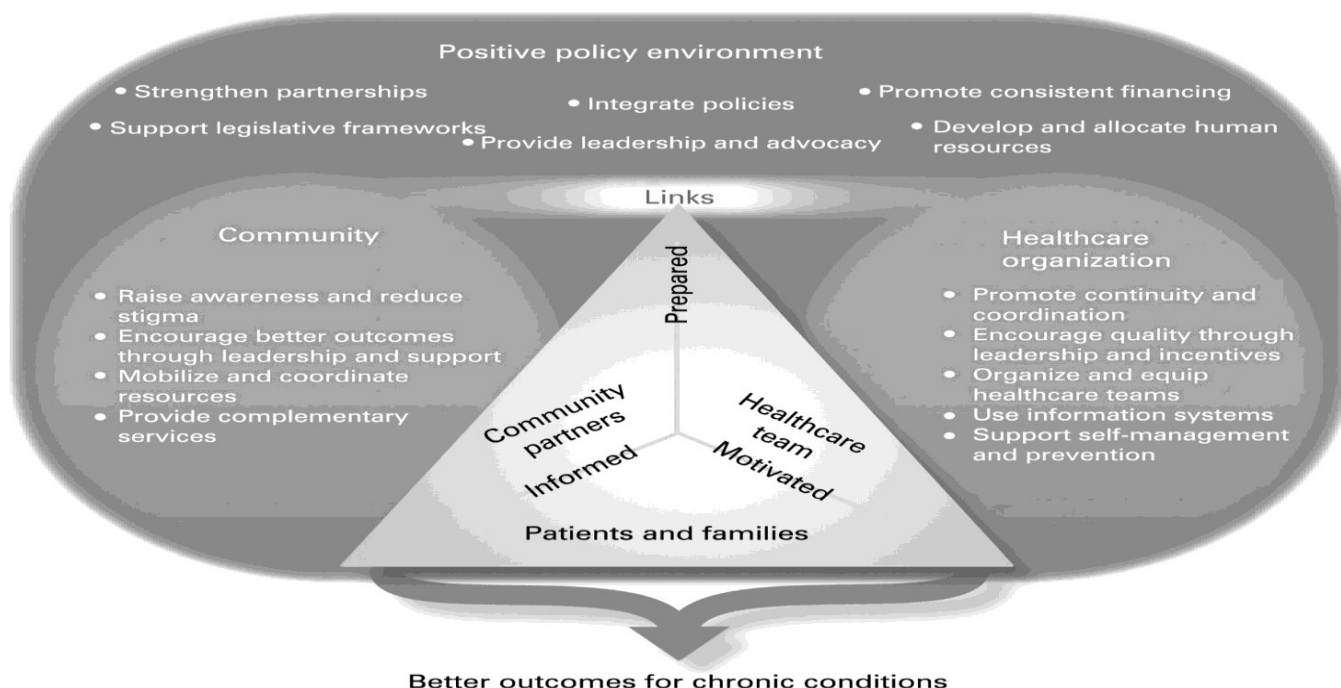 Positive policy environment
• Strengthen partnerships
• Integrate policies
• Promote consistent financing
• Support legislative frameworks
• Provide leadership and advocacy
• Develop and allocate human
resources
Links
Community
• Raise awareness and reduce
stigma
• Encourage better outcomes
through leadership and support
• Mobilize and coordinate
resources
• Provide complementary
services
Prepared
Community
partners
Informed
Healthcare
team
Motivated
Patients and families
Healthcare
organization
• Promote continuity and
coordination
• Encourage quality through
leadership and incentives
• Organize and equip
healthcare teams
• Use information systems
• Support self-management
and prevention
Better outcomes for chronic conditions